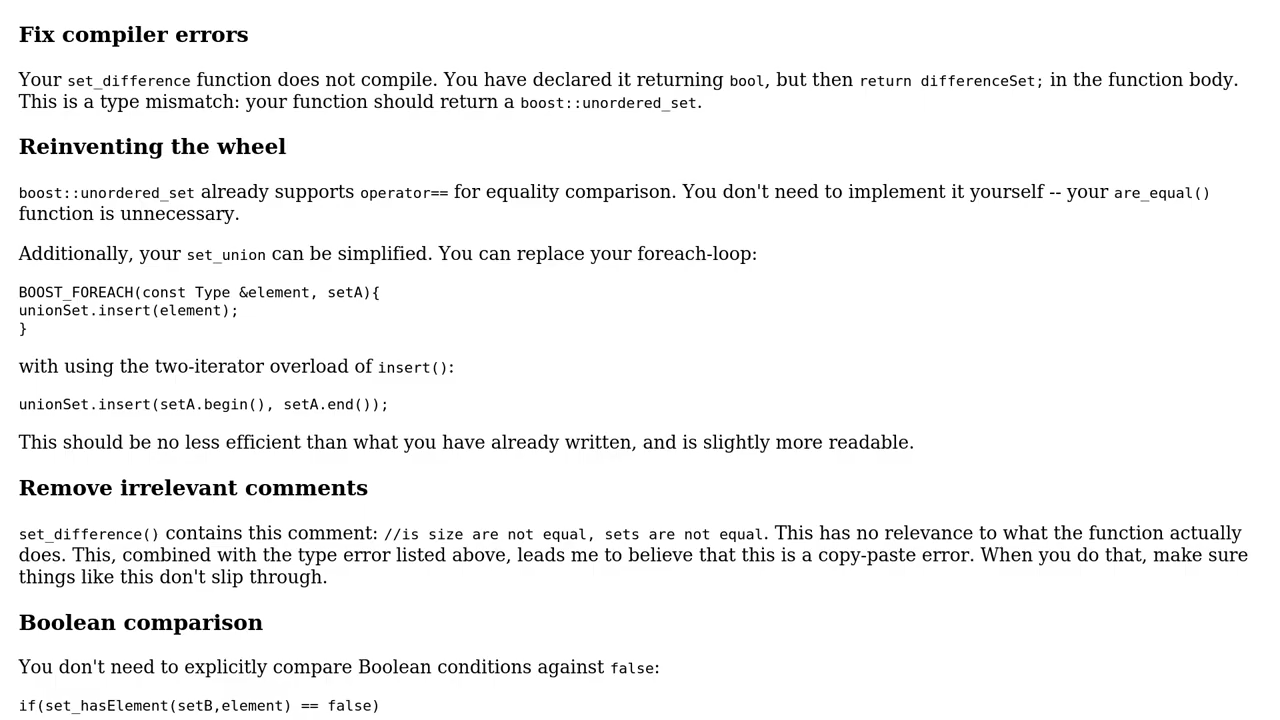 Fix compiler errors
Your set_difference function does not compile. You have declared it returning bool, but then return differenceSet; in the function body.
This is a type mismatch: your function should return a boost::unordered_set.
Reinventing the wheel
boost::unordered_set already supports operator== for equality comparison. You don't need to implement it yourself -- your are_equal()
function is unnecessary.
Additionally, your set_union can be simplified. You can replace your foreach-loop:
BOOST_FOREACH(const Type &element, setA){
unionSet.insert(element);
}
with using the two-iterator overload of insert():
unionSet.insert(setA.begin(), setA.end());
This should be no less efficient than what you have already written, and is slightly more readable.
Remove irrelevant comments
set_difference() contains this comment: //is size are not equal, sets are not equal. This has no relevance to what the function actually
does. This, combined with the type error listed above, leads me to believe that this is a copy-paste error. When you do that, make sure
things like this don't slip through.
Boolean comparison
You don't need to explicitly compare Boolean conditions against false:
if(set_hasElement(setB,element) == false)